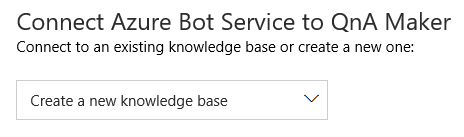 Connect Azure Bot Service to QnA Maker
Connect to an existing knowledge base or create a new one:
Create a new knowledge base